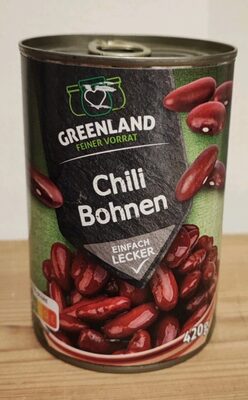 GREENLAND
FEINER VORRAT
Chili
Bohnen
EINFACH
LECKER
420g